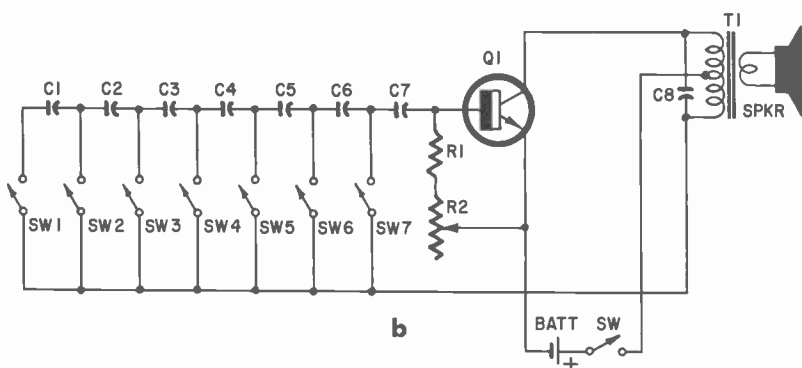 T1
Q1
C1 C2 C3 C4 C5 C6 C7
C8
SPKR
R1
R2
SW1 SW2 SW3 SW4 SW5 SW6 SW7
b
BATT SW
+